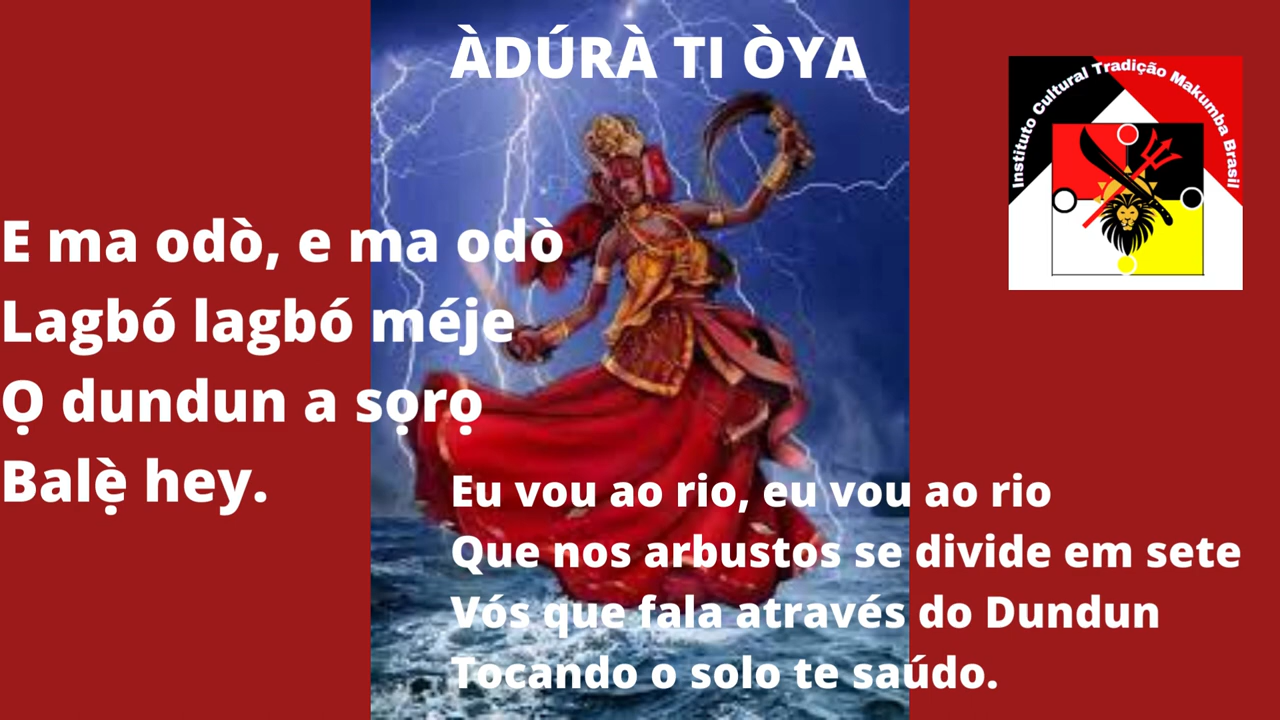 ÀDÚRÀ TI ÒYA
Instituto Cultural Tradição Makumba Brasil
E ma odò, e ma odò
Lagbó lagbó méje
Ọ dundun a sọrọ
Balẹ̀ hey.
Eu vou ao rio, eu vou ao rio
Que nos arbustos se divide em sete
Vós que fala através do Dundun
Tocando o solo te saúdo.